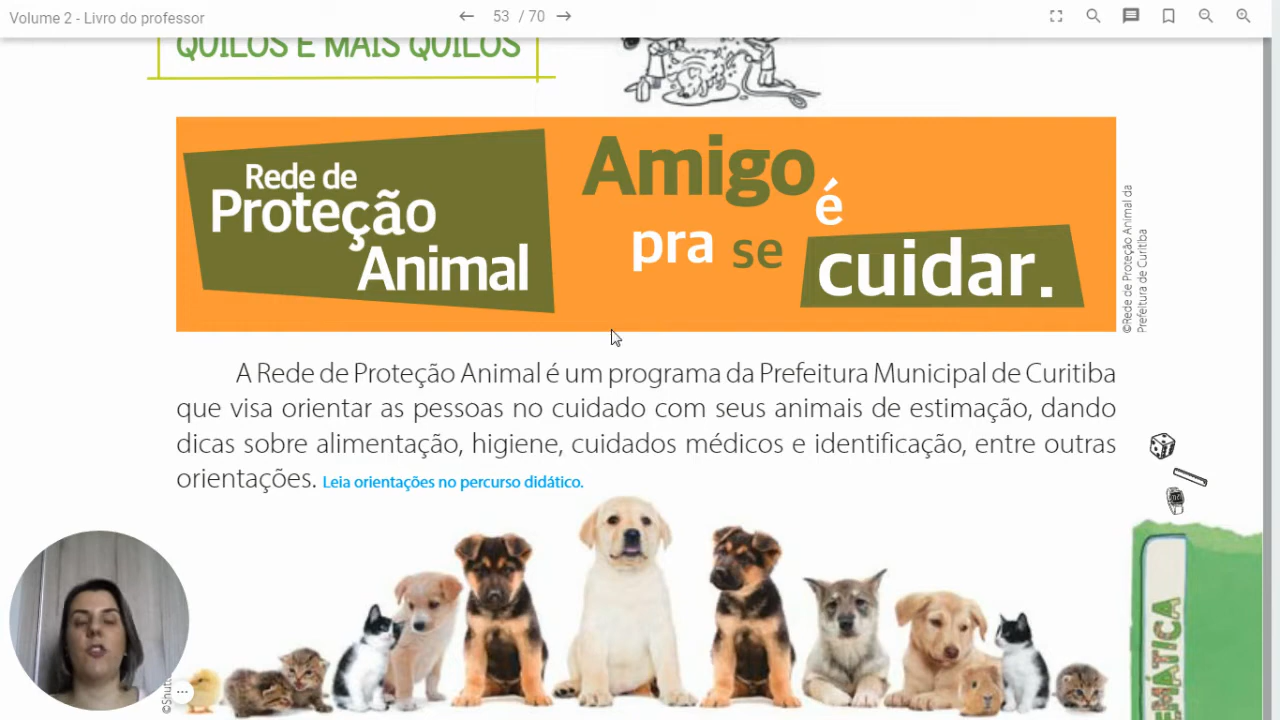 Volume 2 - Livro do professor
53 / 70
QUILOS E MAIS QUILOS
Rede de
Proteção
Animal
Amigo
é
pra se
cuidar.
©Rede de Proteção Animal da
Prefeitura de Curitiba
A Rede de Proteção Animal é um programa da Prefeitura Municipal de Curitiba
que visa orientar as pessoas no cuidado com seus animais de estimação, dando
dicas sobre alimentação, higiene, cuidados médicos e identificação, entre outras
orientações. Leia orientações no percurso didático.